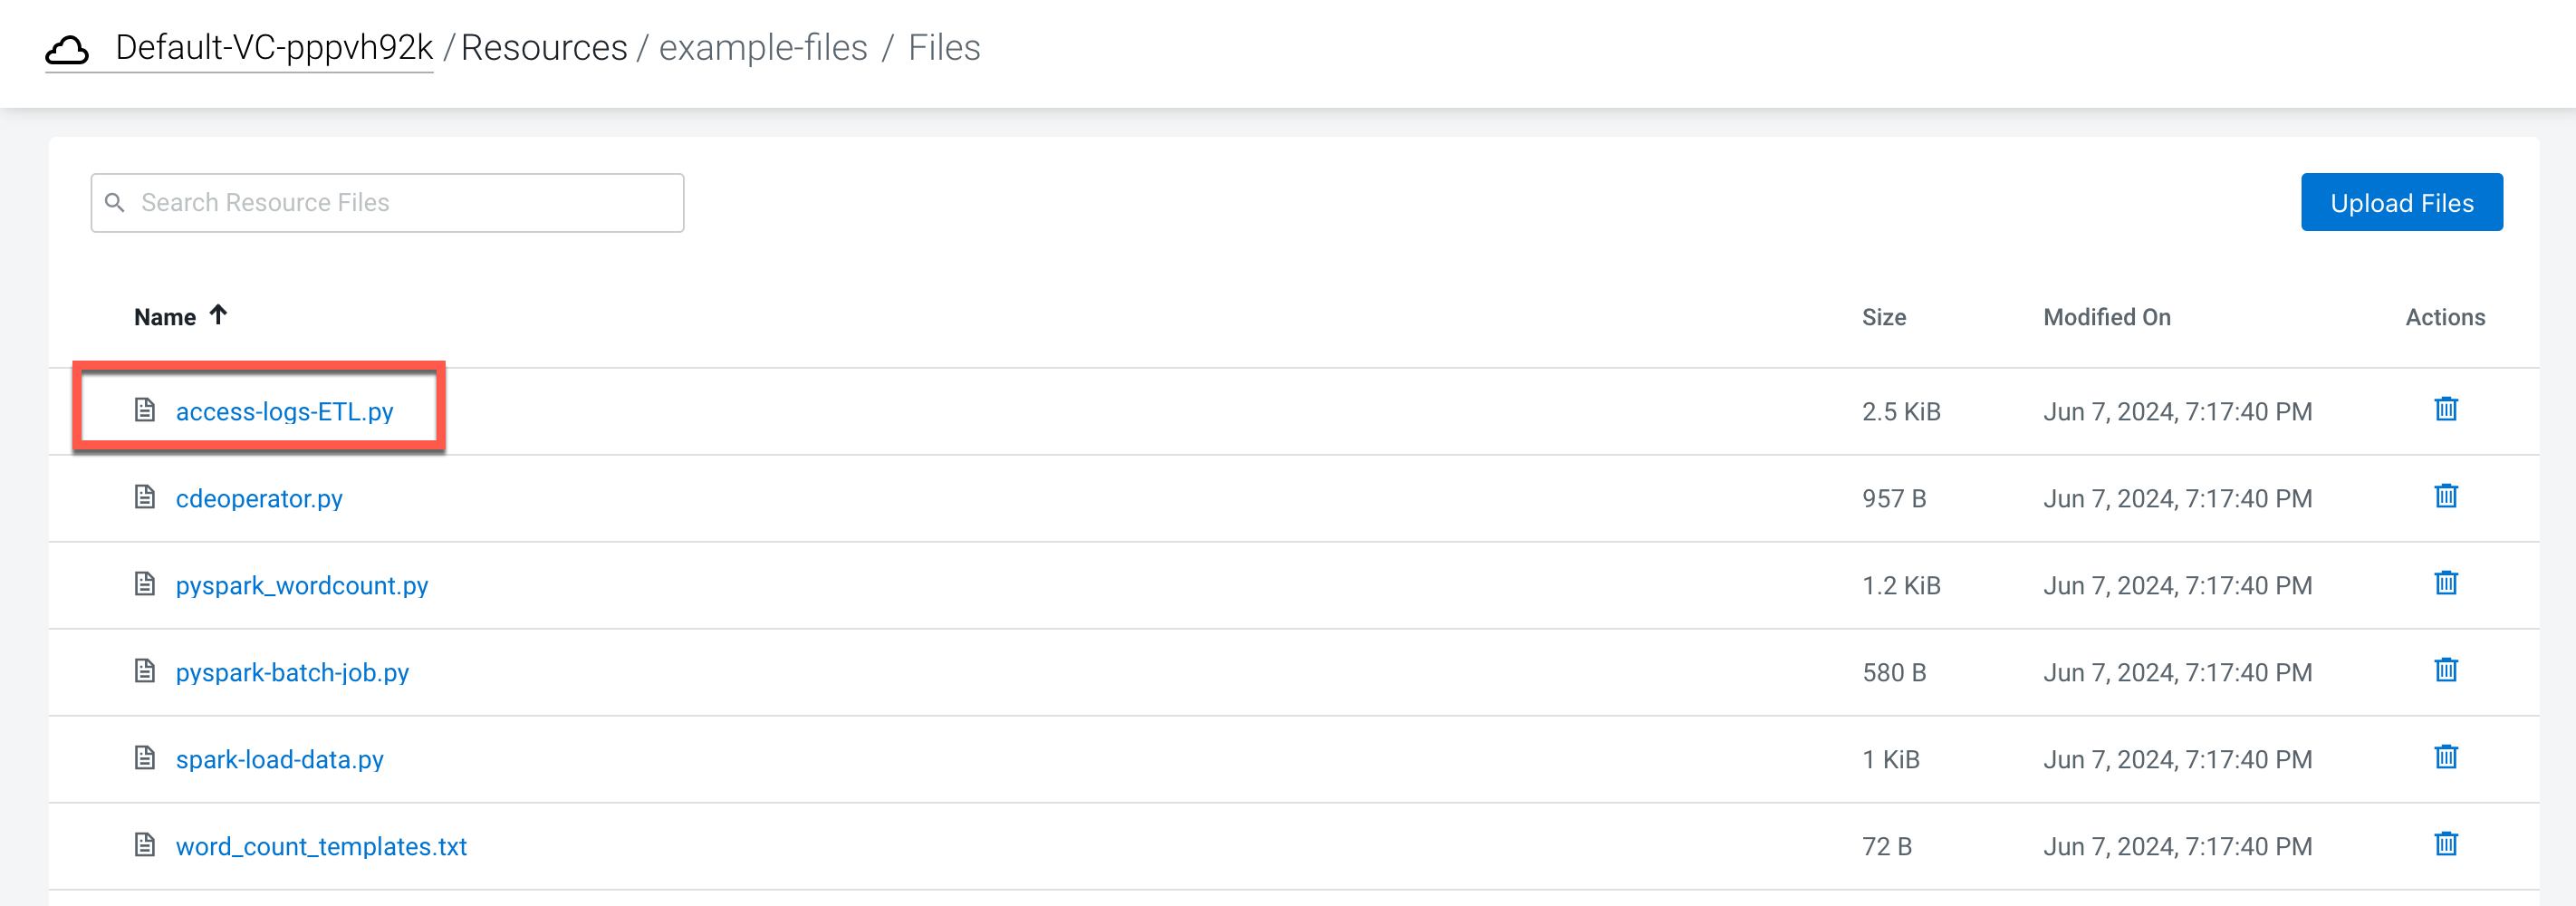 Default-VC-pppvh92k / Resources / example-files / Files
Search Resource Files
Upload Files
Name Size Modified On Actions
access-logs-ETL.py 2.5 KiB Jun 7, 2024, 7:17:40 PM
cdeoperator.py 957 B Jun 7, 2024, 7:17:40 PM
pyspark_wordcount.py 1.2 KiB Jun 7, 2024, 7:17:40 PM
pyspark-batch-job.py 580 B Jun 7, 2024, 7:17:40 PM
spark-load-data.py 1 KiB Jun 7, 2024, 7:17:40 PM
word_count_templates.txt 72 B Jun 7, 2024, 7:17:40 PM